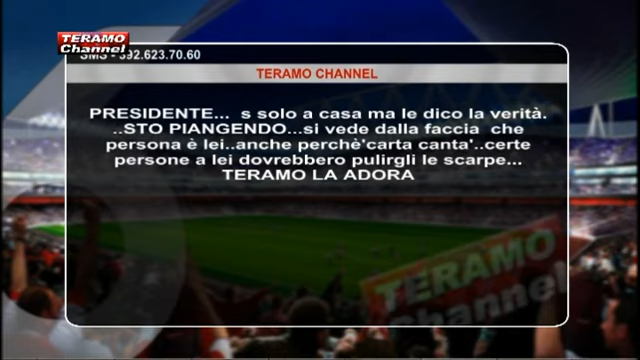 TERAMO
Channel
SMS - 392.623.70.60
TERAMO CHANNEL
PRESIDENTE... s solo a casa ma le dico la verità.
..STO PIANGENDO...si vede dalla faccia che
persona è lei..anche perchè'carta canta'..certe
persone a lei dovrebbero pulirgli le scarpe...
TERAMO LA ADORA
TERAMO
Channel